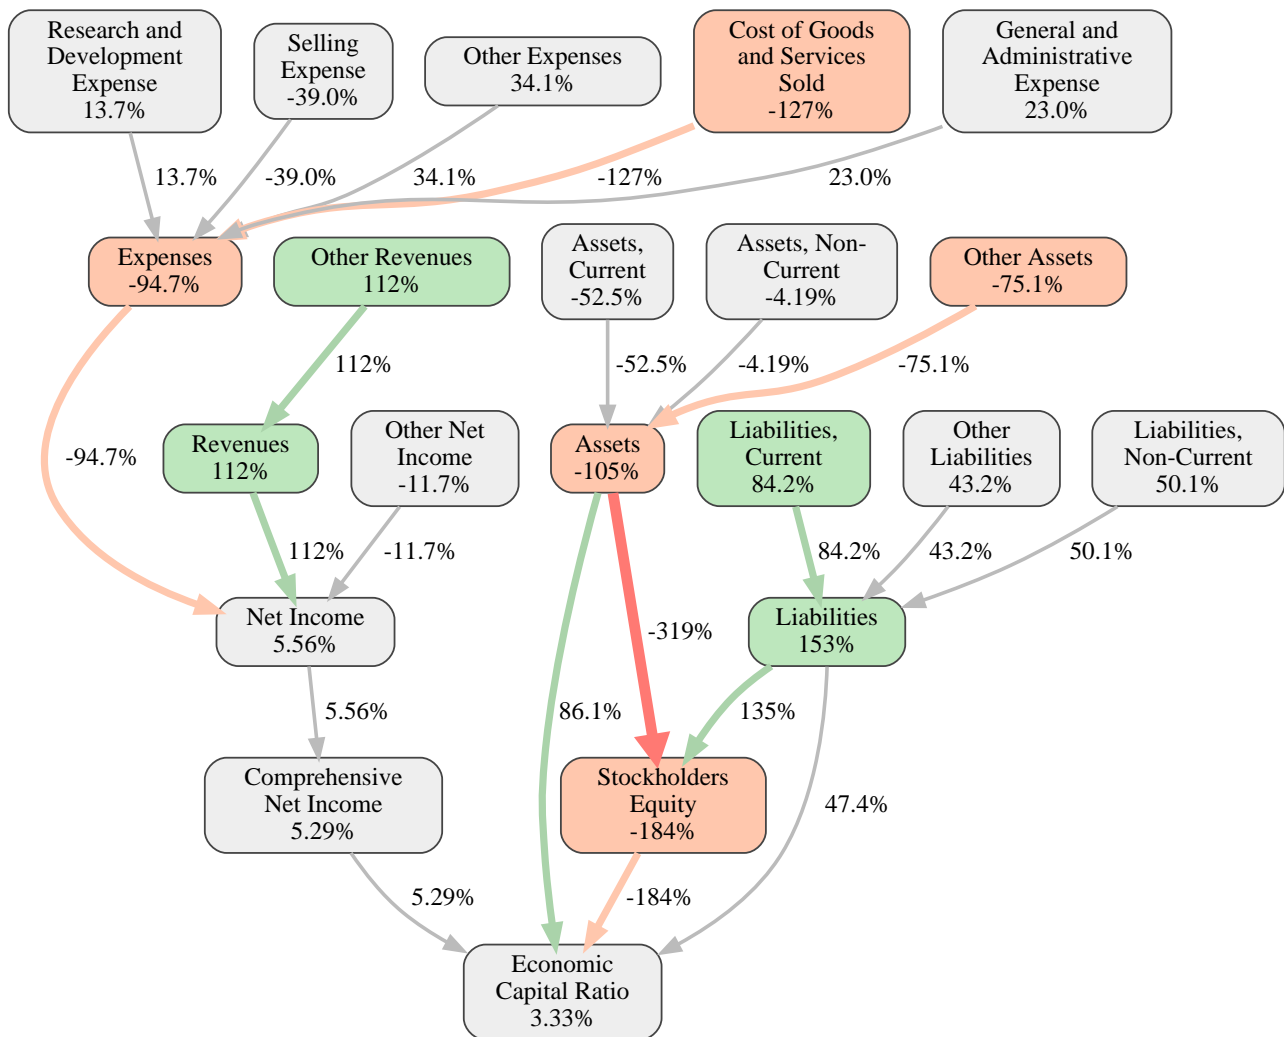 Research and
Development
Expense
13.7%
Selling
Expense
-39.0%
Other Expenses
34.1%
Cost of Goods
and Services
Sold
-127%
General and
Administrative
Expense
23.0%
13.7%
-39.0%
34.1%
-127%
23.0%
Expenses
-94.7%
Other Revenues
112%
Assets,
Current
-52.5%
Assets, Non-
Current
-4.19%
Other Assets
-75.1%
112%
-52.5%
-4.19%
-75.1%
-94.7%
Revenues
112%
Other Net
Income
-11.7%
Assets
-105%
Liabilities,
Current
84.2%
Other
Liabilities
43.2%
Liabilities,
Non-Current
50.1%
112%
-11.7%
84.2%
43.2%
50.1%
Net Income
5.56%
-319%
Liabilities
153%
5.56%
86.1%
135%
Comprehensive
Net Income
5.29%
Stockholders
Equity
-184%
47.4%
5.29%
-184%
Economic
Capital Ratio
3.33%